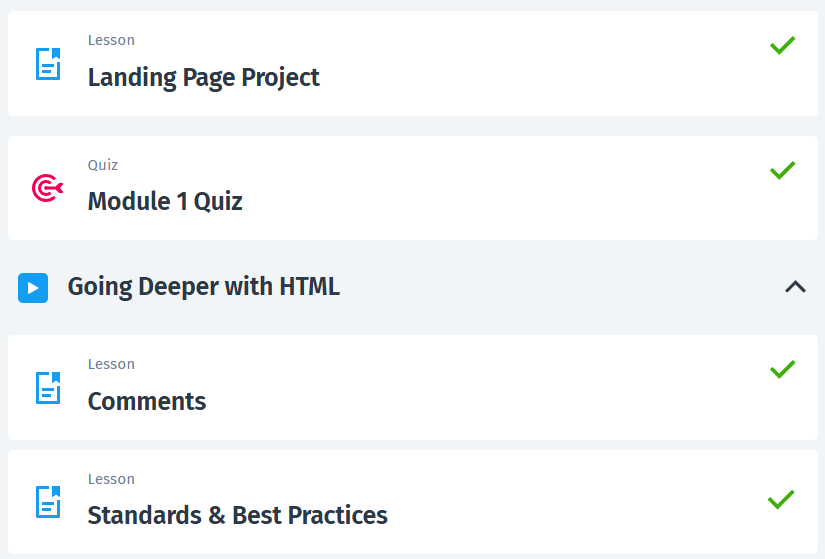 Lesson
Landing Page Project
Quiz
Module 1 Quiz
Going Deeper with HTML
Lesson
Comments
Lesson
Standards & Best Practices